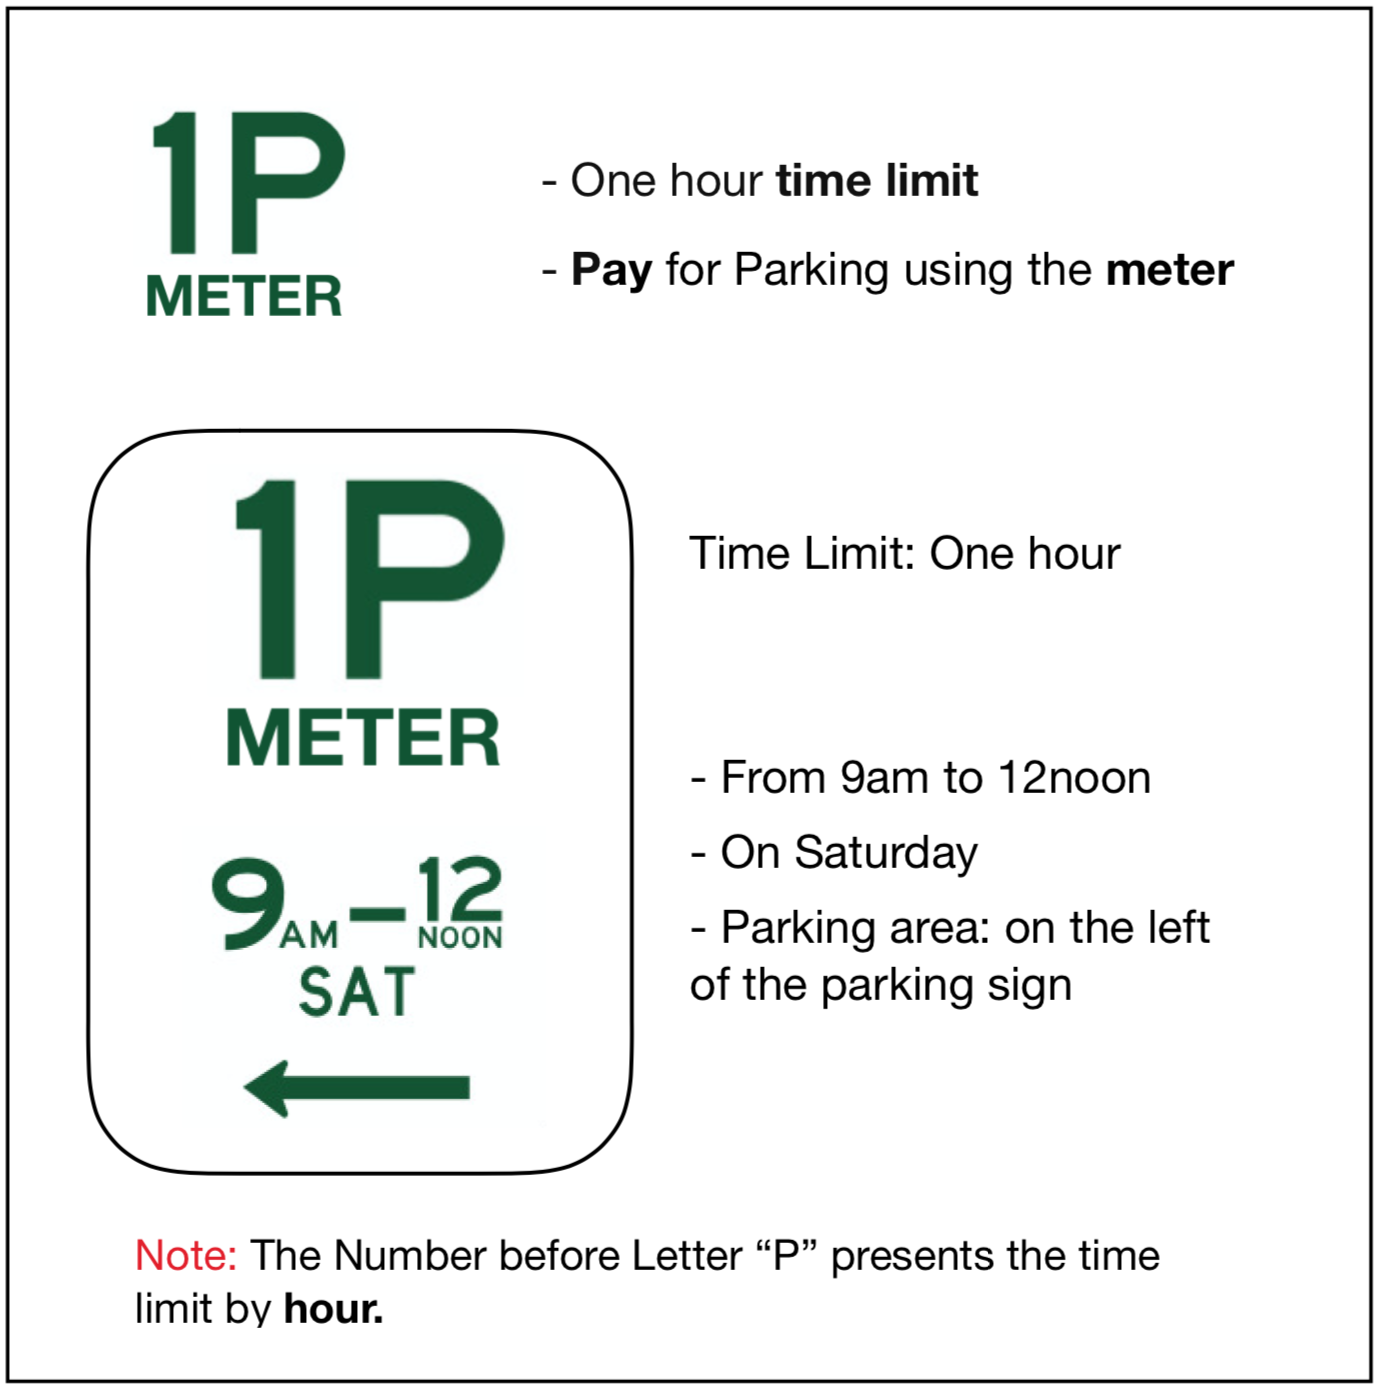 1P
METER
- One hour time limit
- Pay for Parking using the meter
1P
METER
9AM–12NOON
SAT
Time Limit: One hour
- From 9am to 12noon
- On Saturday
- Parking area: on the left
of the parking sign
Note: The Number before Letter “P” presents the time
limit by hour.